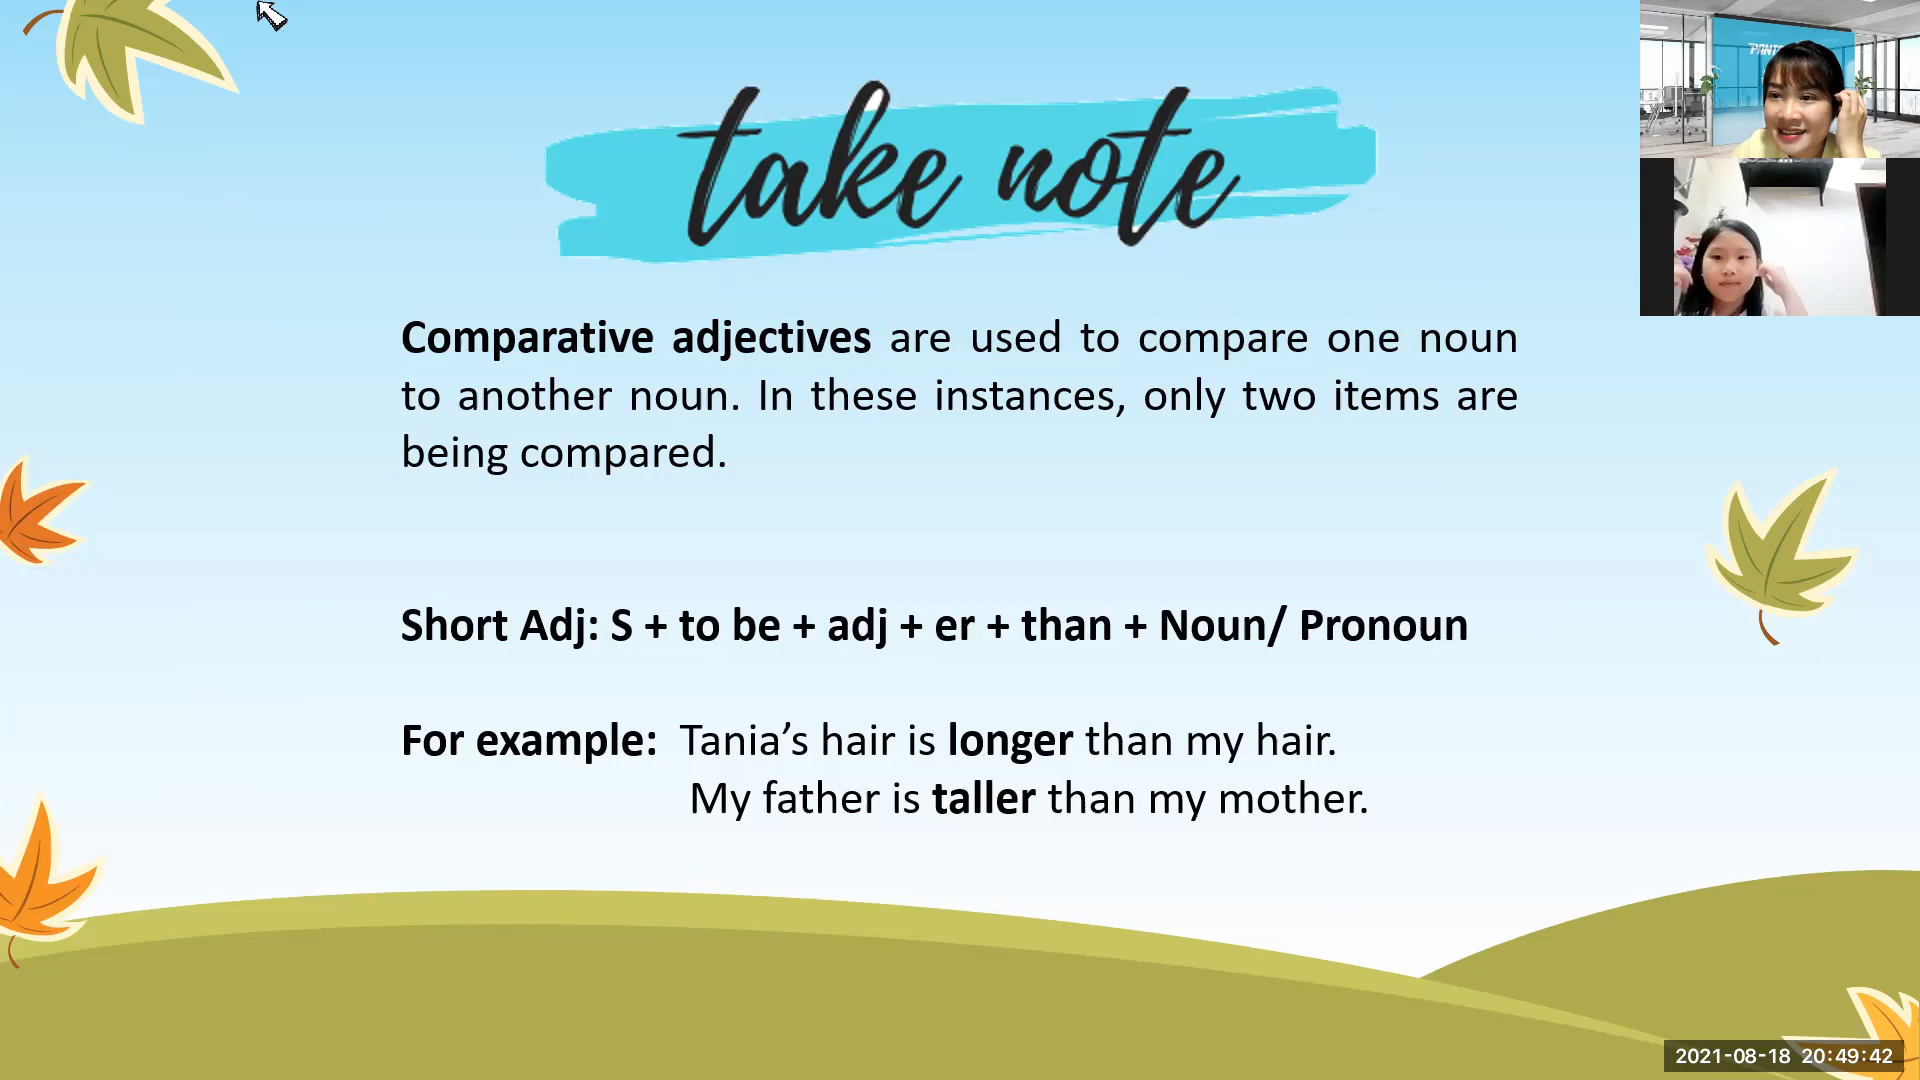 take note
Comparative adjectives are used to compare one noun
to another noun. In these instances, only two items are
being compared.
Short Adj: S + to be + adj + er + than + Noun/ Pronoun
For example: Tania’s hair is longer than my hair.
My father is taller than my mother.
2021-08-18 20:49:42